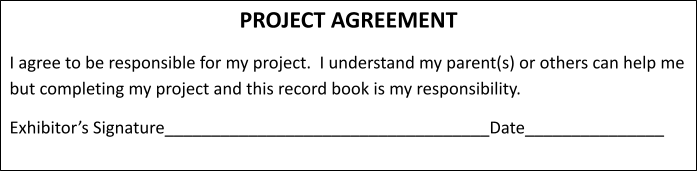 PROJECT AGREEMENT
I agree to be responsible for my project.  I understand my parent(s) or others can help me
but completing my project and this record book is my responsibility.
Exhibitor’s Signature___________________________________Date_______________